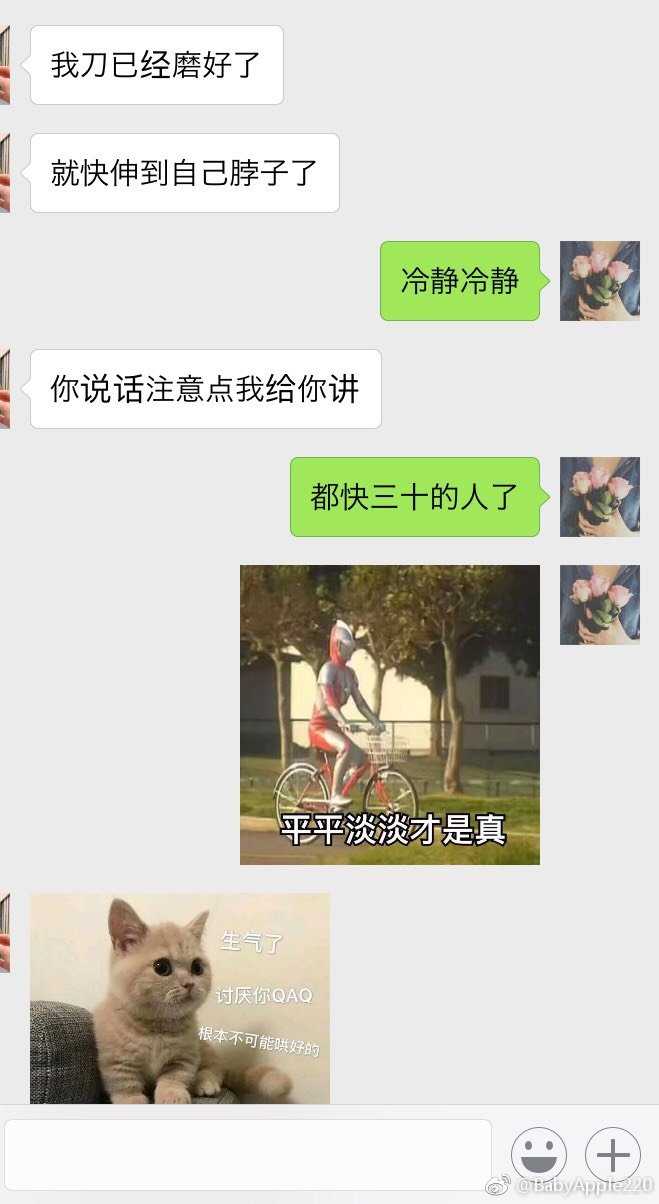 我刀已经磨好了
就快伸到自己脖子了
冷静冷静
你说话注意点我给你讲
都快三十的人了
平平淡淡才是真
生气了
讨厌你QAQ
根本不可能哄好的
@BabyApple220